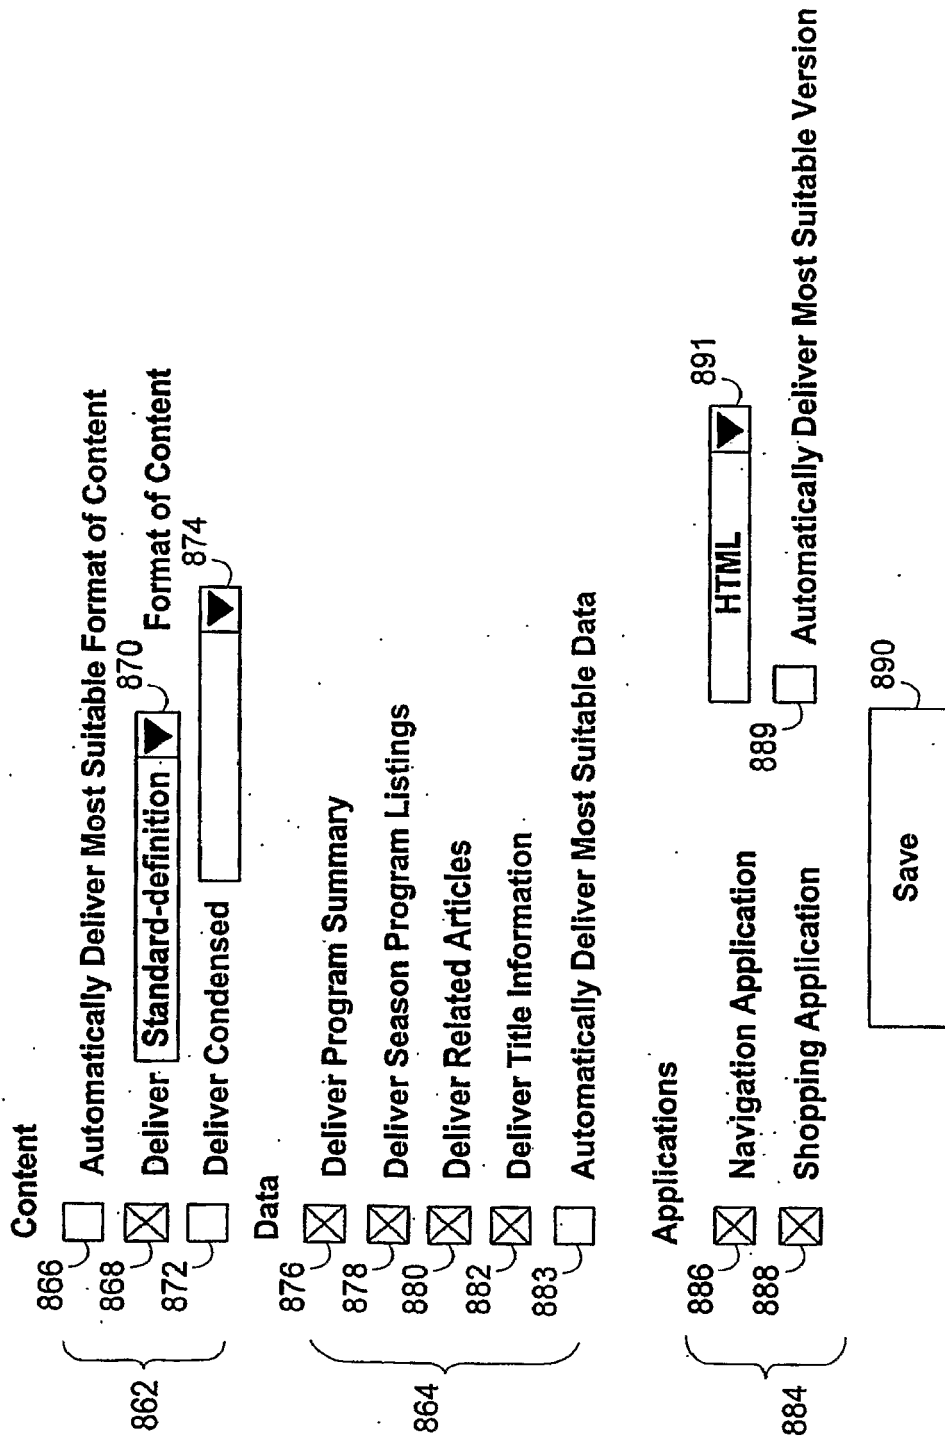 Content
866 Automatically Deliver Most Suitable Format of Content
868 Deliver Standard-definition 870 Format of Content
872 Deliver Condensed 874
862
Data
876 Deliver Program Summary
878 Deliver Season Program Listings
880 Deliver Related Articles
882 Deliver Title Information
883 Automatically Deliver Most Suitable Data
864
Applications
886 Navigation Application HTML 891
888 Shopping Application 889 Automatically Deliver Most Suitable Version
884
Save 890